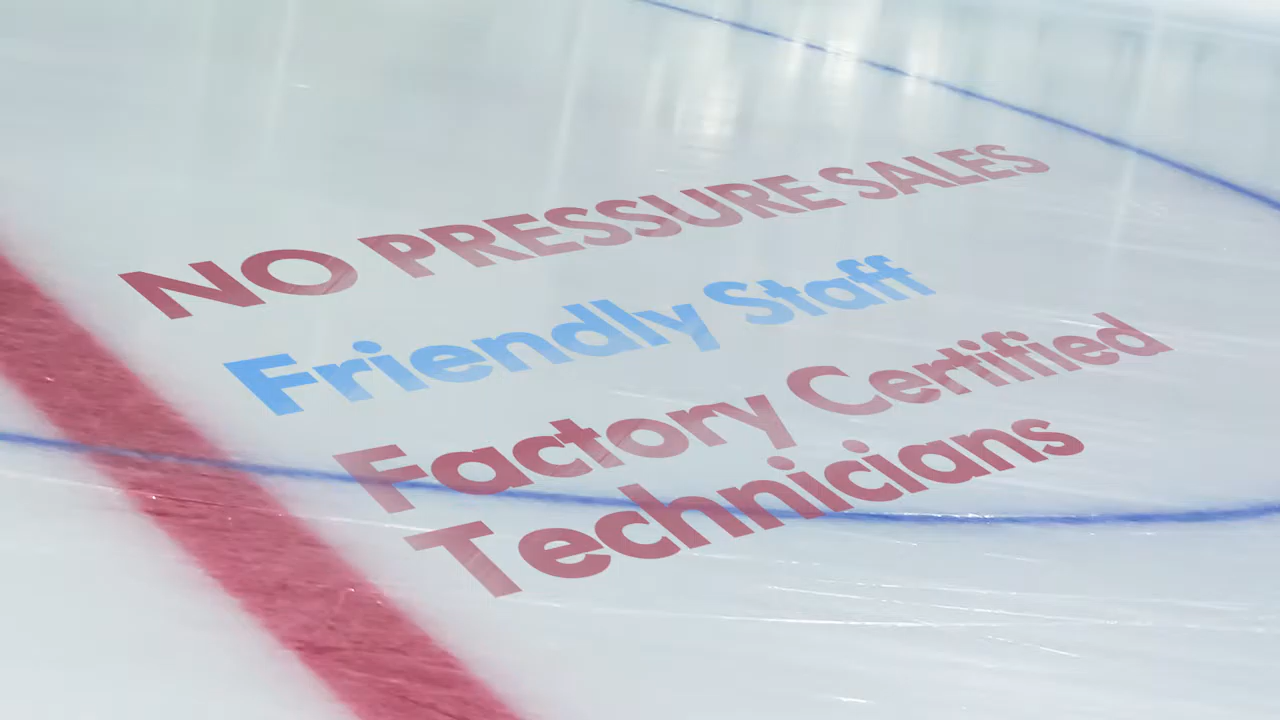 NO PRESSURE SALES
Friendly Staff
Factory Certified
Technicians